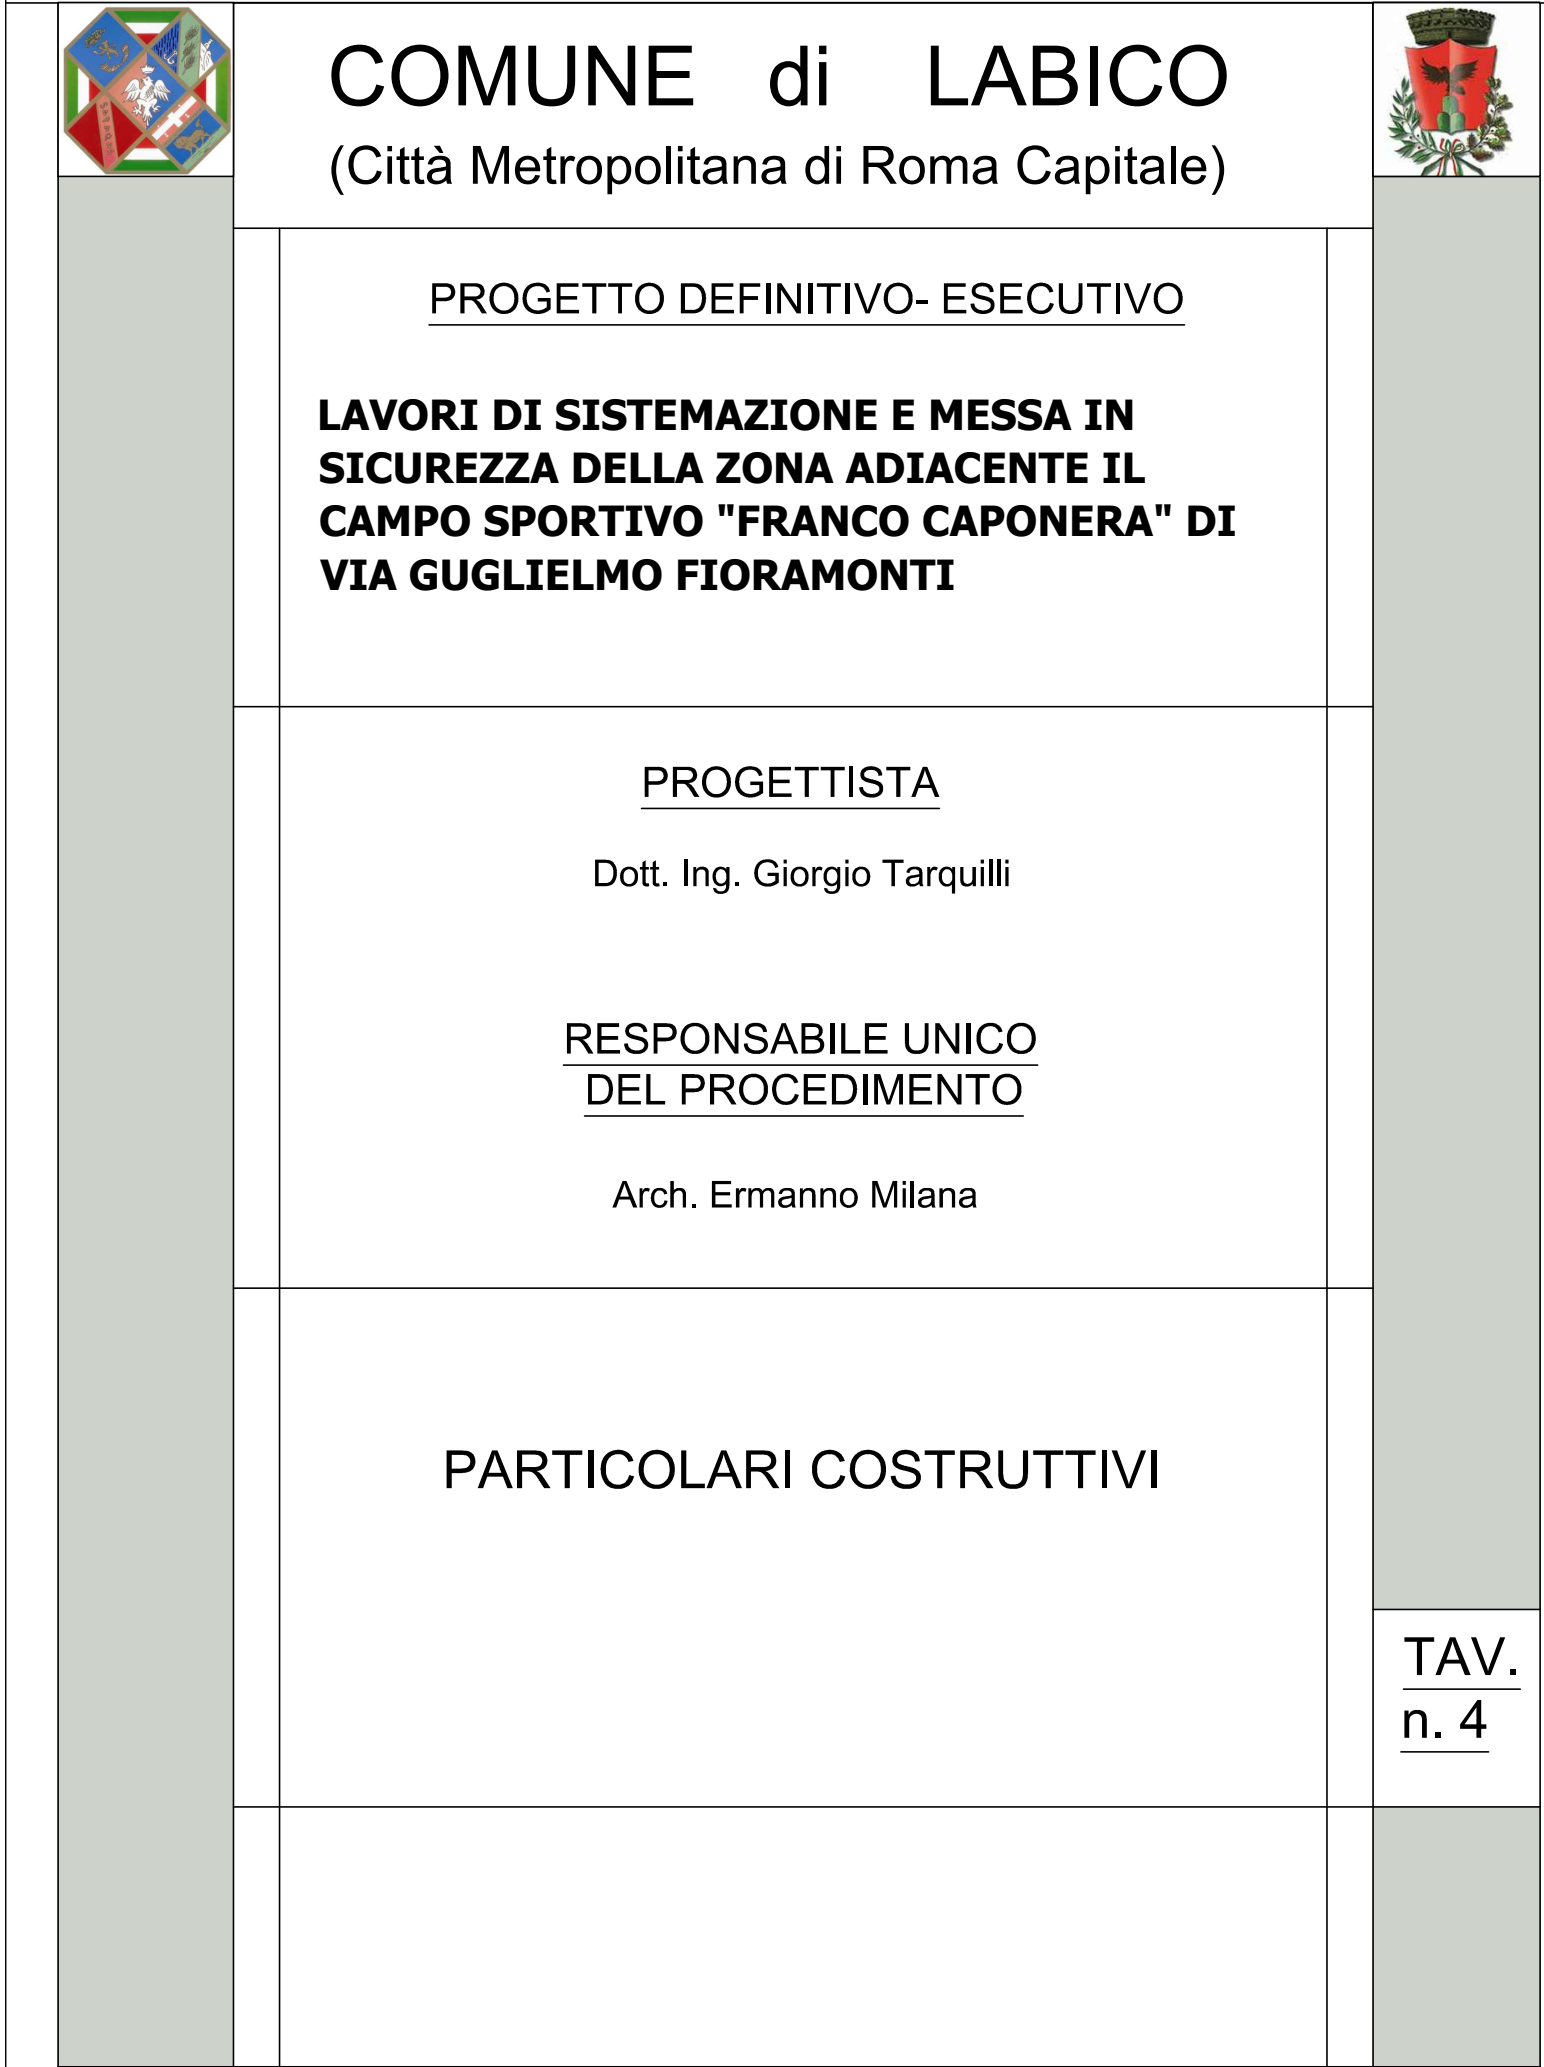 COMUNE di LABICO
(Città Metropolitana di Roma Capitale)
PROGETTO DEFINITIVO- ESECUTIVO
LAVORI DI SISTEMAZIONE E MESSA IN
SICUREZZA DELLA ZONA ADIACENTE IL
CAMPO SPORTIVO "FRANCO CAPONERA" DI
VIA GUGLIELMO FIORAMONTI
PROGETTISTA
Dott. Ing. Giorgio Tarquilli
RESPONSABILE UNICO
DEL PROCEDIMENTO
Arch. Ermanno Milana
PARTICOLARI COSTRUTTIVI
TAV.
n. 4